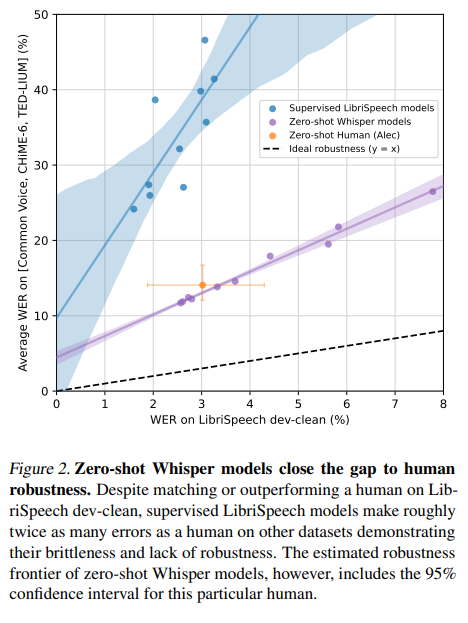 50
40
30
20
10
0
Average WER on [Common Voice, CHIME-6, TED-LIUM] (%)
Supervised LibriSpeech models
Zero-shot Whisper models
Zero-shot Human (Alec)
Ideal robustness (y = x)
0 1 2 3 4 5 6 7 8
WER on LibriSpeech dev-clean (%)
Figure 2. Zero-shot Whisper models close the gap to human
robustness. Despite matching or outperforming a human on Lib-
riSpeech dev-clean, supervised LibriSpeech models make roughly
twice as many errors as a human on other datasets demonstrating
their brittleness and lack of robustness. The estimated robustness
frontier of zero-shot Whisper models, however, includes the 95%
confidence interval for this particular human.